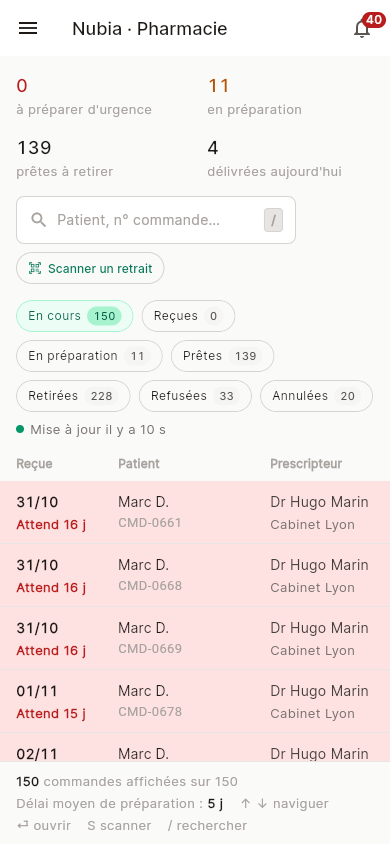 Nubia · Pharmacie
40
0
à préparer d'urgence
11
en préparation
139
prêtes à retirer
4
délivrées aujourd'hui
Patient, n° commande... /
Scanner un retrait
En cours 150
Reçues 0
En préparation 11
Prêtes 139
Retirées 228
Refusées 33
Annulées 20
Mise à jour il y a 10 s
Reçue Patient Prescripteur
31/10 Marc D. Dr Hugo Marin
Attend 16 j CMD-0661 Cabinet Lyon
31/10 Marc D. Dr Hugo Marin
Attend 16 j CMD-0668 Cabinet Lyon
31/10 Marc D. Dr Hugo Marin
Attend 16 j CMD-0669 Cabinet Lyon
01/11 Marc D. Dr Hugo Marin
Attend 15 j CMD-0678 Cabinet Lyon
02/11 Marc D. Dr Hugo Marin
150 commandes affichées sur 150
Délai moyen de préparation : 5 j ↑ ↓ naviguer
⏎ ouvrir S scanner / rechercher